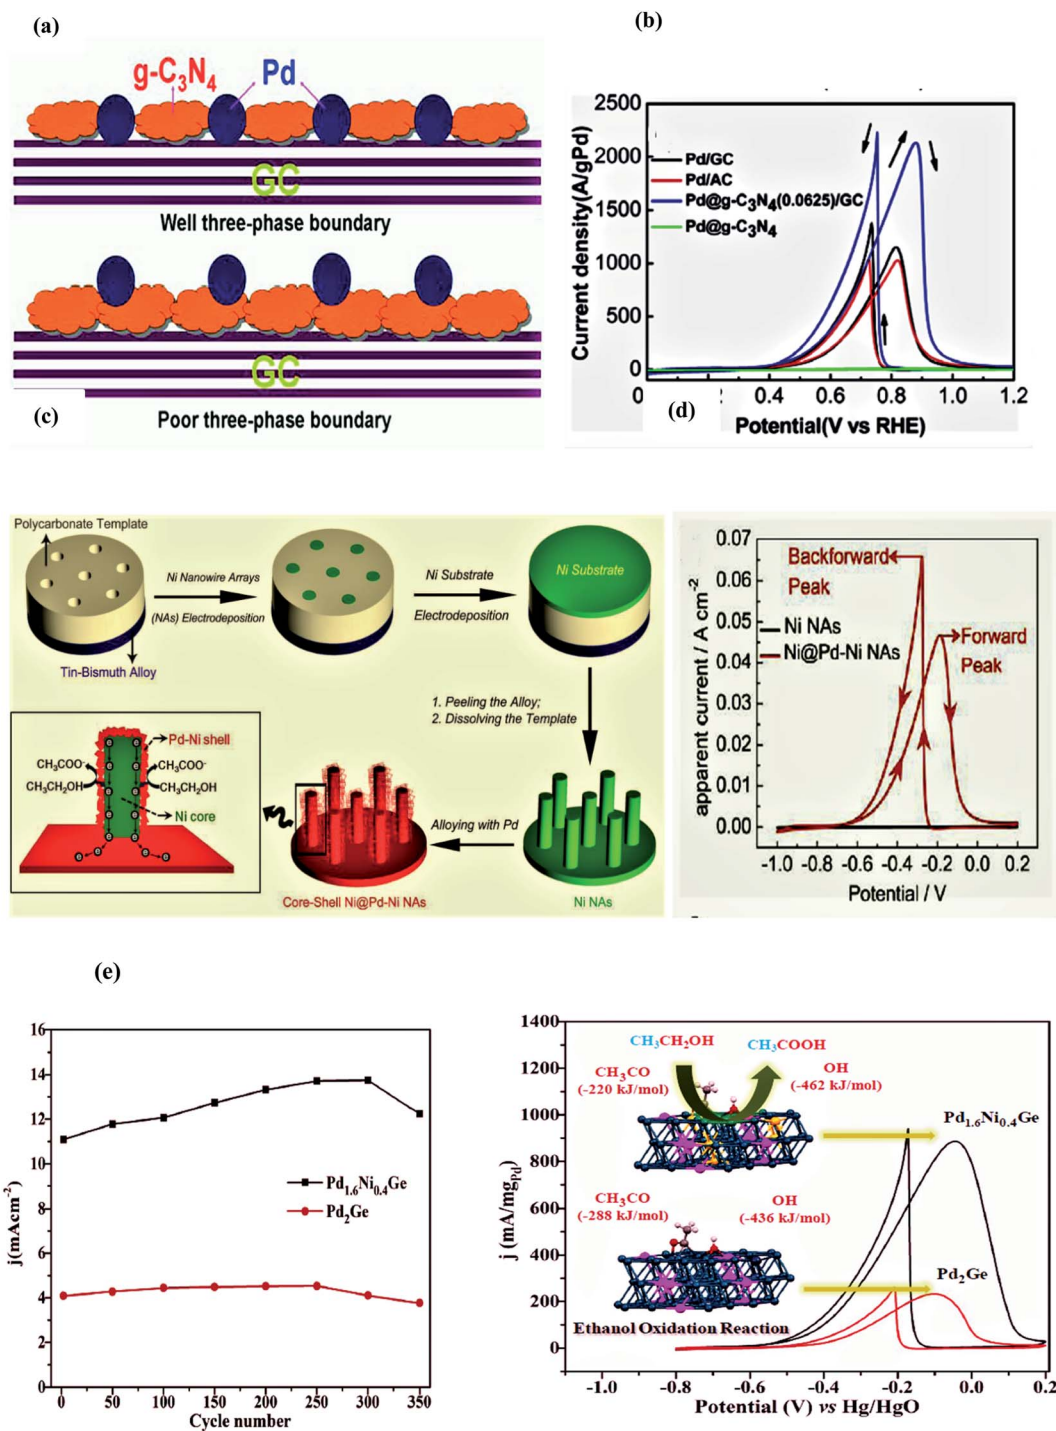 (a)
g-C3N4
Pd
GC
Well three-phase boundary
GC
Poor three-phase boundary
(b)
2500
2000
1500
1000
500
0
Current density(A/gPd)
Pd/GC
Pd/AC
Pd@g-C3N4(0.0625)/GC
Pd@g-C3N4
0.2 0.4 0.6 0.8 1.0 1.2
Potential(V vs RHE)
(c)
Polycarbonate Template
Tin-Bismuth Alloy
Ni Nanowire Arrays
(NAs) Electrodeposition
Ni Substrate
Electrodeposition
Ni Substrate
1. Peeling the Alloy;
2. Dissolving the Template
Ni NAs
Alloying with Pd
Core-Shell Ni@Pd-Ni NAs
Pd-Ni shell
CH3COO-
CH3COO-
CH3CH2OH
CH3CH2OH
Ni core
(d)
0.07
0.06
0.05
0.04
0.03
0.02
0.01
0.00
apparent current / A cm-2
Backforward
Peak
Ni NAs
Ni@Pd-Ni NAs
Forward
Peak
-1.0 -0.8 -0.6 -0.4 -0.2 0.0 0.2
Potential / V
(e)
16
14
12
10
8
6
4
2
0
j(mAcm-2)
Pd1.6Ni0.4Ge
Pd2Ge
0 50 100 150 200 250 300 350
Cycle number
1400
1200
1000
800
600
400
200
0
j (mA/mgPd)
CH3CH2OH
CH3COOH
CH3CO
(-220 kJ/mol)
OH
(-462 kJ/mol)
Pd1.6Ni0.4Ge
CH3CO
(-288 kJ/mol)
OH
(-436 kJ/mol)
Pd2Ge
Ethanol Oxidation Reaction
-1.0 -0.8 -0.6 -0.4 -0.2 0.0 0.2
Potential (V) vs Hg/HgO